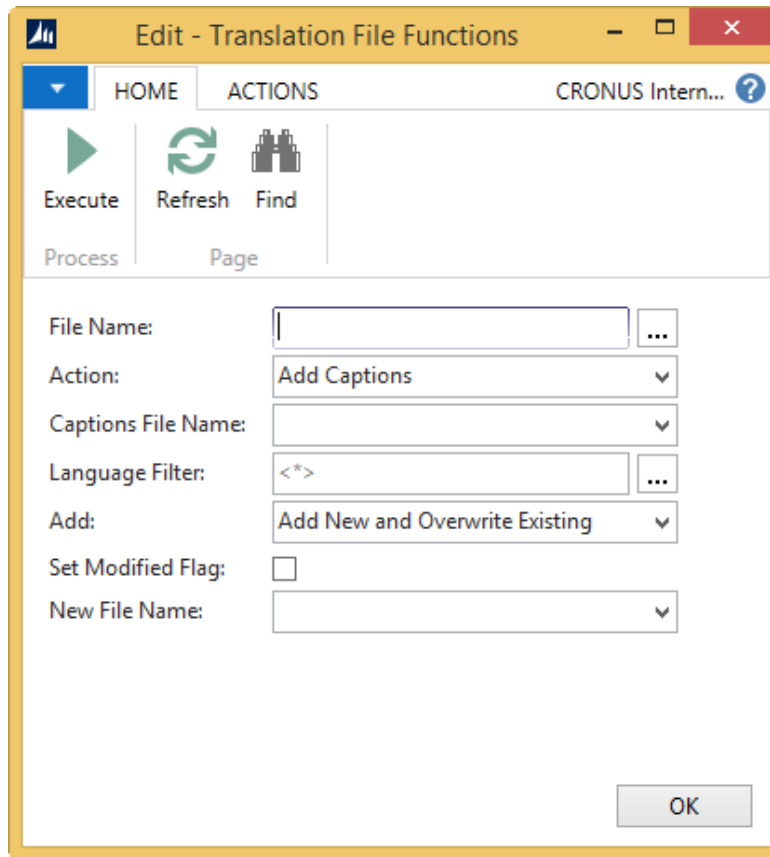 Edit - Translation File Functions
HOME ACTIONS CRONUS Intern... ?
Execute Refresh Find
Process Page
File Name: ...
Action: Add Captions
Captions File Name:
Language Filter: <*> ...
Add: Add New and Overwrite Existing
Set Modified Flag:
New File Name:
OK